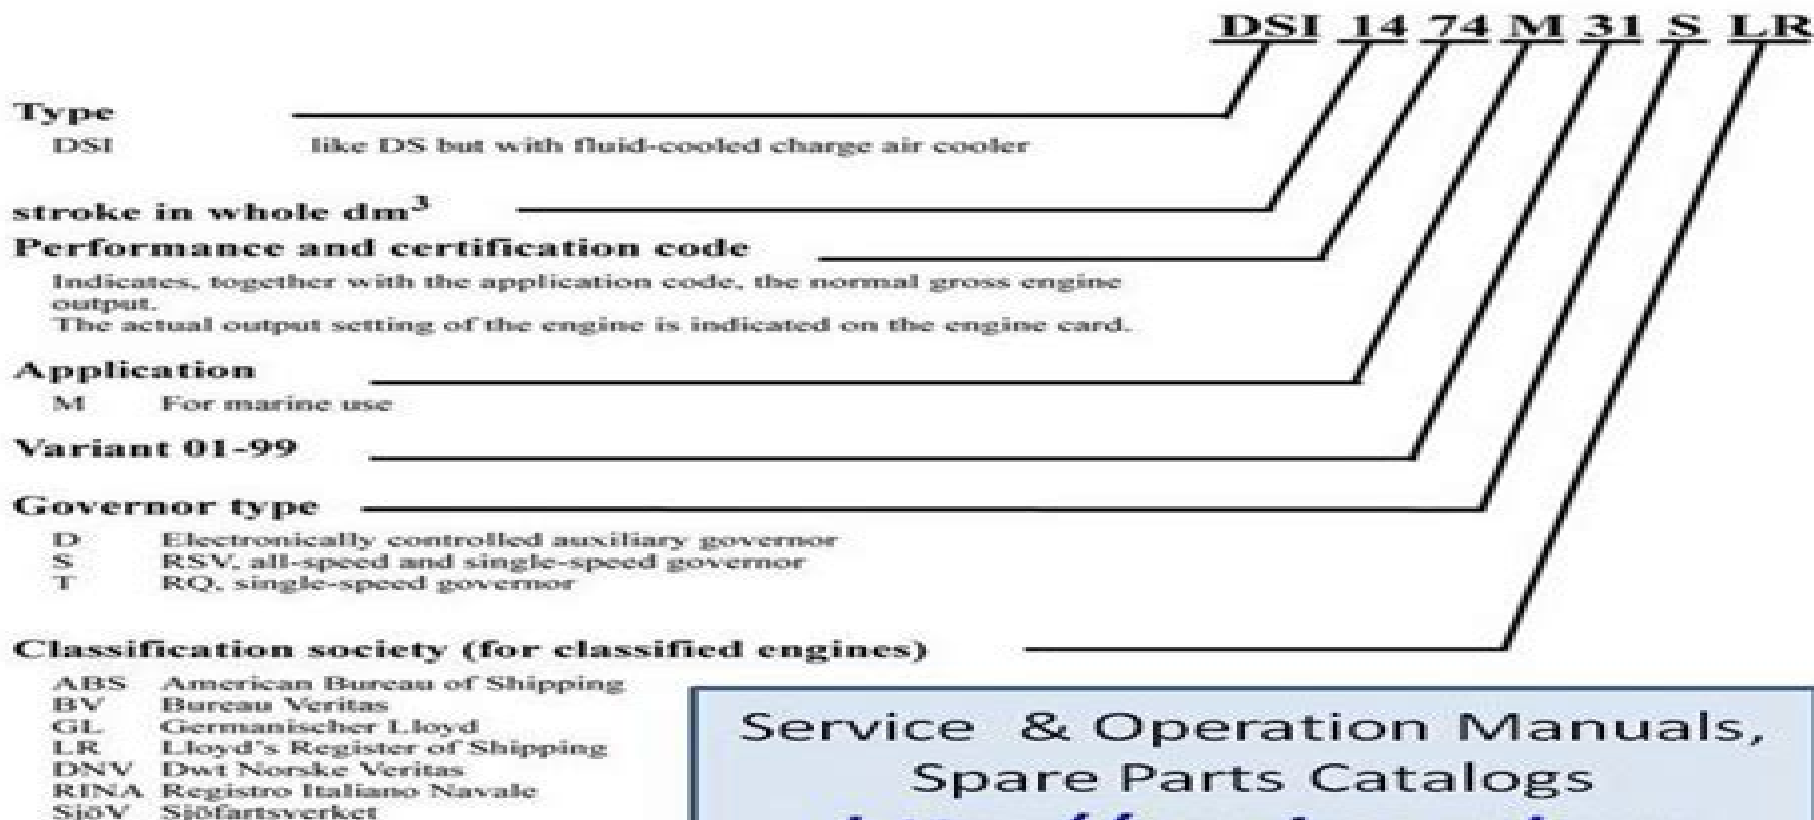 DSI 14 74 M 31 S LR
Type
DSI like DS but with fluid-cooled charge air cooler
stroke in whole dm³
Performance and certification code
Indicates, together with the application code, the normal gross engine
output.
The actual output setting of the engine is indicated on the engine card.
Application
M For marine use
Variant 01-99
Governor type
D Electronically controlled auxiliary governor
S RSV, all-speed and single-speed governor
T RQ, single-speed governor
Classification society (for classified engines)
ABS American Bureau of Shipping
BV Bureau Veritas
GL Germanischer Lloyd
LR Lloyd's Register of Shipping
DNV Dwt Norske Veritas
RINA Registro Italiano Navale
SjöV Sjöfartsverket
Service & Operation Manuals,
Spare Parts Catalogs